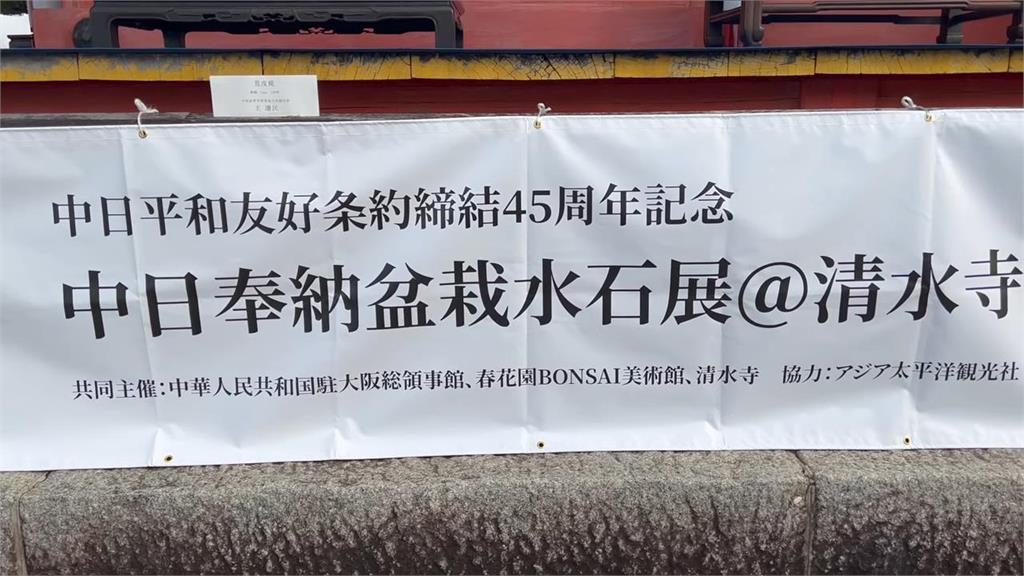 中日平和友好条約締結45周年記念
中日奉納盆栽水石展@清水寺
共同主催:中華人民共和国駐大阪総領事館、春花園BONSAI美術館、清水寺　協力:アジア太平洋観光社